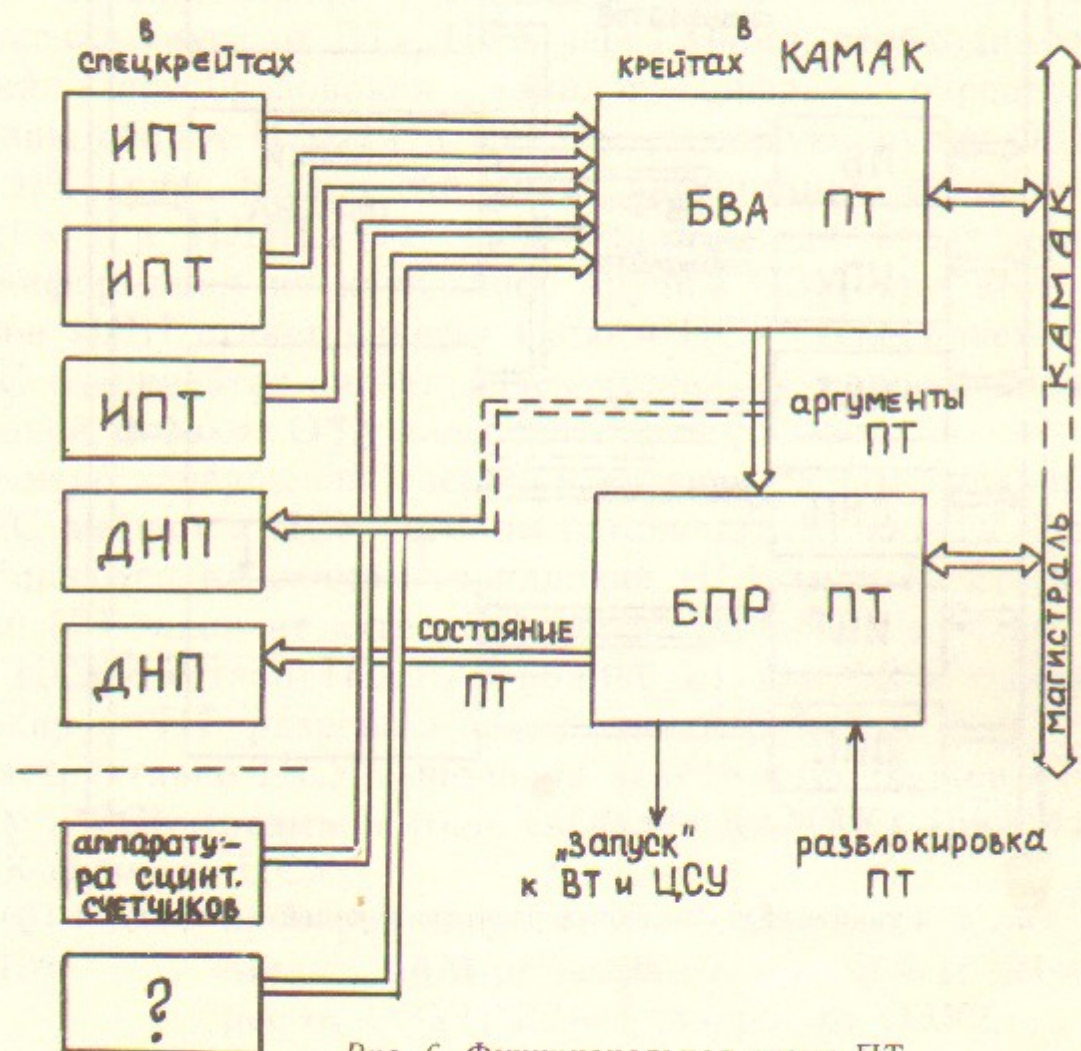 в
спецкрейтах
в
крейтах КАМАК
ИПТ
ИПТ
ИПТ
ДНП
ДНП
аппарату-
ра сцинт.
счетчиков
?
БВА ПТ
аргументы
ПТ
БПР ПТ
состояние
ПТ
„Запуск“
к ВТ и ЦСУ
разблокировка
ПТ
магистраль КАМАК
Рис. 6. Функциональная ПТ